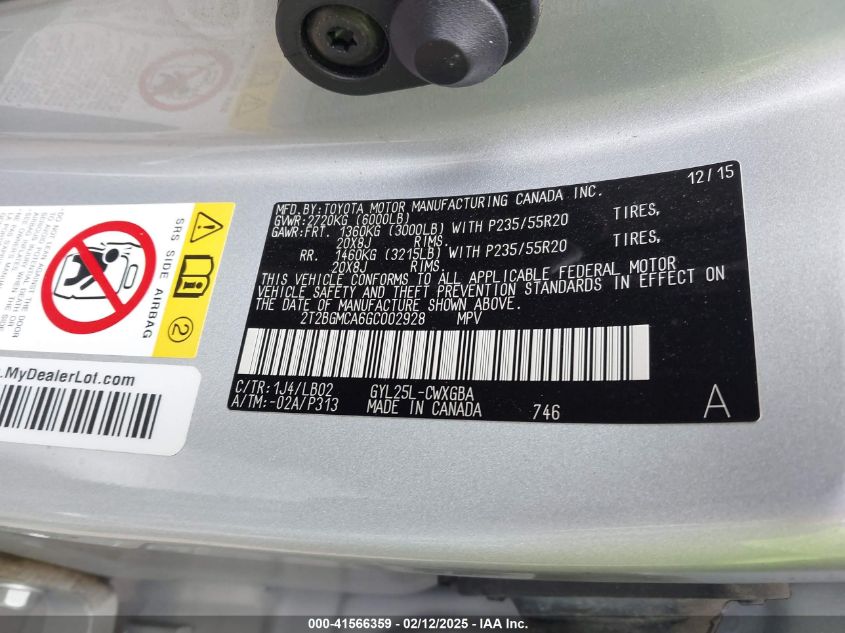 12/15
MFD.BY:TOYOTA MOTOR MANUFACTURING CANADA INC.
GVWR:2720KG (6000LB)
GAWR:FRT. 1360KG (3000LB) WITH P235/55R20 TIRES,
20X8J RIMS.
RR. 1460KG (3215LB) WITH P235/55R20 TIRES,
20X8J RIMS.
THIS VEHICLE CONFORMS TO ALL APPLICABLE FEDERAL MOTOR
VEHICLE SAFETY AND THEFT PREVENTION STANDARDS IN EFFECT ON
THE DATE OF MANUFACTURE SHOWN ABOVE.
2T2BGMCA6GC002928 MPV
C/TR:1J4/LB02 GYL25L-CWXGBA
A/TM:-02A/P313 MADE IN CANADA 746 A
SRS SIDE AIRBAG
2
.MyDealerLot.com
000-41566359 - 02/12/2025 - IAA Inc.